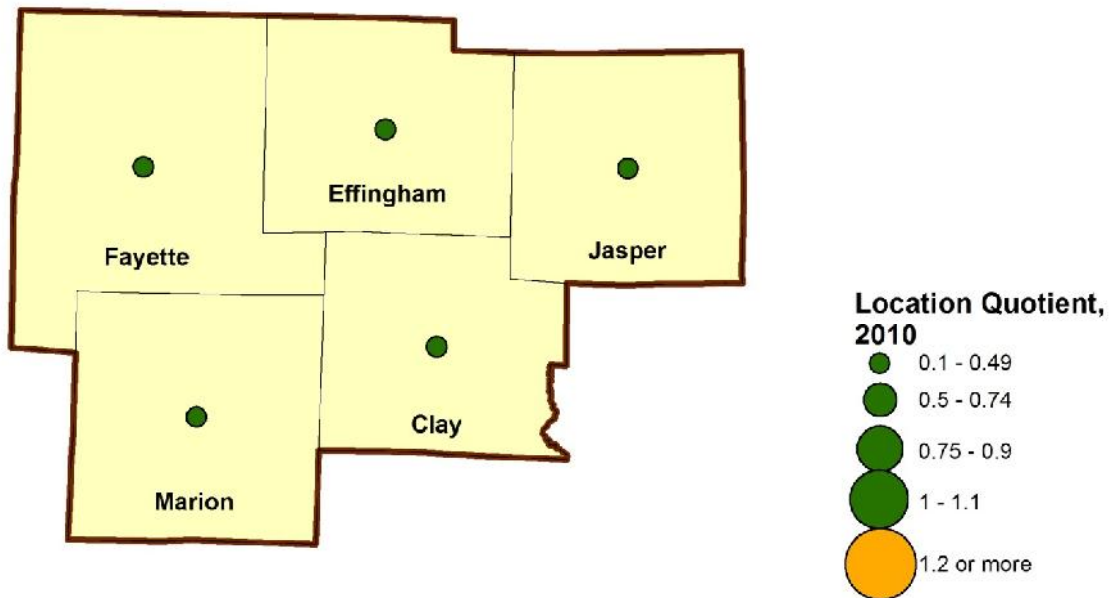 Effingham
Fayette
Jasper
Clay
Marion
Location Quotient,
2010
0.1 - 0.49
0.5 - 0.74
0.75 - 0.9
1 - 1.1
1.2 or more